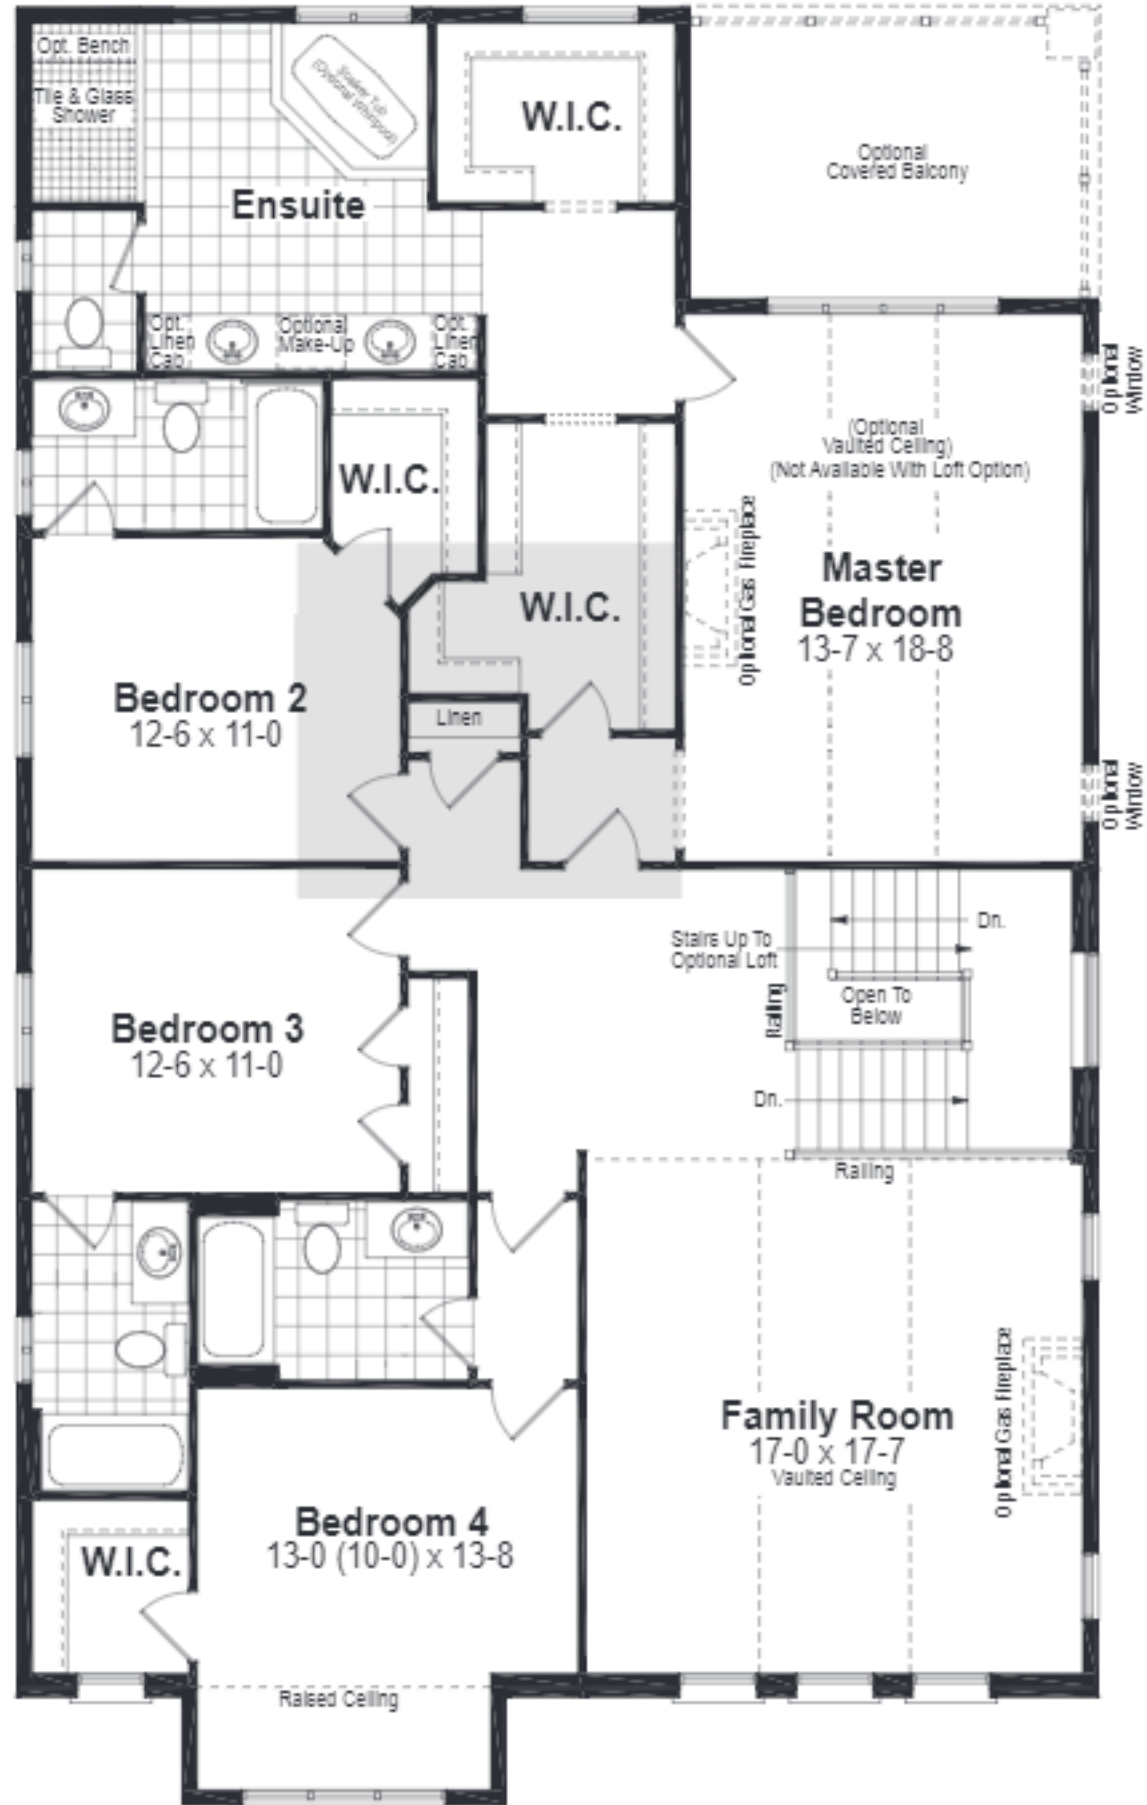 Opt. Bench
Tile & Glass
Shower
Soaker Tub
(Optional Whirlpool)
W.I.C.
Optional
Covered Balcony
Ensuite
Opt.
Linen
Cab
Optional
Make-Up
Opt.
Linen
Cab
Optional
Window
(Optional
Vaulted Ceiling)
(Not Available With Loft Option)
W.I.C.
Optional Gas Fireplace
Master
Bedroom
13-7 x 18-8
W.I.C.
Bedroom 2
12-6 x 11-0
Linen
Optional
Window
Dn.
Stairs Up To
Optional Loft
Railing
Open To
Below
Bedroom 3
12-6 x 11-0
Dn.
Railing
Optional Gas Fireplace
Family Room
17-0 x 17-7
Vaulted Ceiling
Bedroom 4
13-0 (10-0) x 13-8
W.I.C.
Raised Ceiling